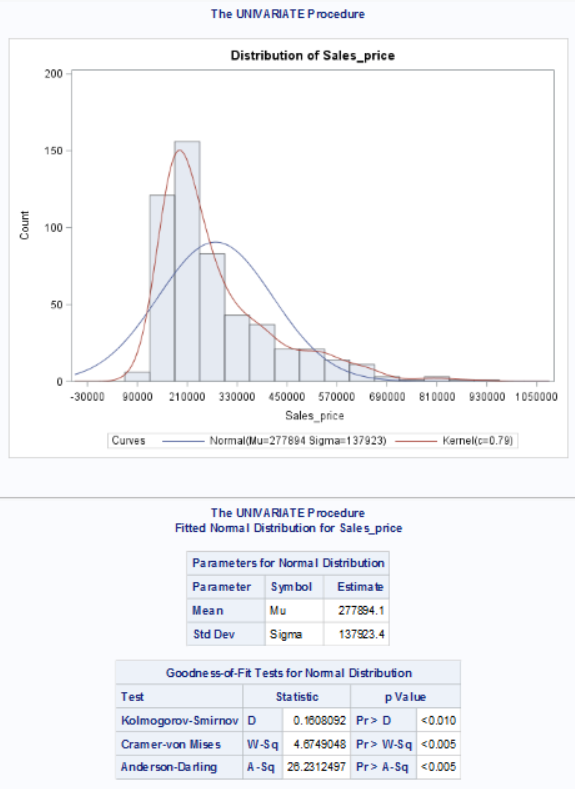 The UNIVARIATE Procedure
Distribution of Sales_price
200
150
100
50
0
Count
-30000 90000 210000 330000 450000 570000 690000 810000 930000 1050000
Sales_price
Curves Normal(Mu=277894 Sigma=137923) Kernel(c=0.79)
The UNIVARIATE Procedure
Fitted Normal Distribution for Sales_price
Parameters for Normal Distribution
Parameter Symbol Estimate
Mean Mu 277894.1
Std Dev Sigma 137923.4
Goodness-of-Fit Tests for Normal Distribution
Test Statistic p Value
Kolmogorov-Smirnov D 0.1608092 Pr > D <0.010
Cramer-von Mises W-Sq 4.6749048 Pr > W-Sq <0.005
Anderson-Darling A-Sq 26.2312497 Pr > A-Sq <0.005